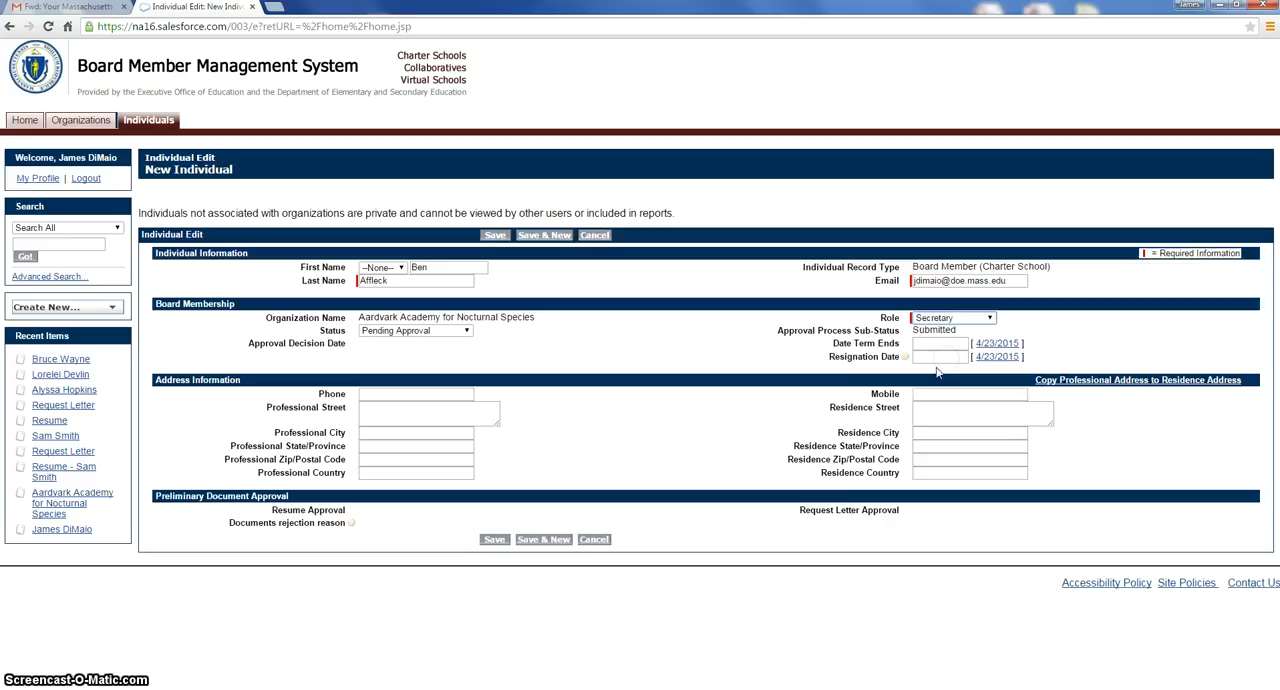 Fwd: Your Massachusetts
Individual Edit: New Indivi
James
https://na16.salesforce.com/003/e?retURL=%2Fhome%2Fhome.jsp
Board Member Management System
Charter Schools
Collaboratives
Virtual Schools
Provided by the Executive Office of Education and the Department of Elementary and Secondary Education
Home
Organizations
Individuals
Welcome, James DiMaio
My Profile | Logout
Search
Search All
Go!
Advanced Search...
Create New...
Recent Items
Bruce Wayne
Lorelei Devlin
Alyssa Hopkins
Request Letter
Resume
Sam Smith
Request Letter
Resume - Sam
Smith
Aardvark Academy
for Nocturnal
Species
James DiMaio
Individual Edit
New Individual
Individuals not associated with organizations are private and cannot be viewed by other users or included in reports.
Individual Edit
Save
Save & New
Cancel
Individual Information
= Required Information
First Name --None-- Ben
Individual Record Type Board Member (Charter School)
Last Name Affleck
Email jdimaio@doe.mass.edu
Board Membership
Organization Name Aardvark Academy for Nocturnal Species
Role Secretary
Status Pending Approval
Approval Process Sub-Status Submitted
Approval Decision Date
Date Term Ends [ 4/23/2015 ]
Resignation Date [ 4/23/2015 ]
Address Information
Copy Professional Address to Residence Address
Phone
Mobile
Professional Street
Residence Street
Professional City
Residence City
Professional State/Province
Residence State/Province
Professional Zip/Postal Code
Residence Zip/Postal Code
Professional Country
Residence Country
Preliminary Document Approval
Resume Approval
Request Letter Approval
Documents rejection reason
Save
Save & New
Cancel
Accessibility Policy Site Policies Contact Us
Screencast-O-Matic.com